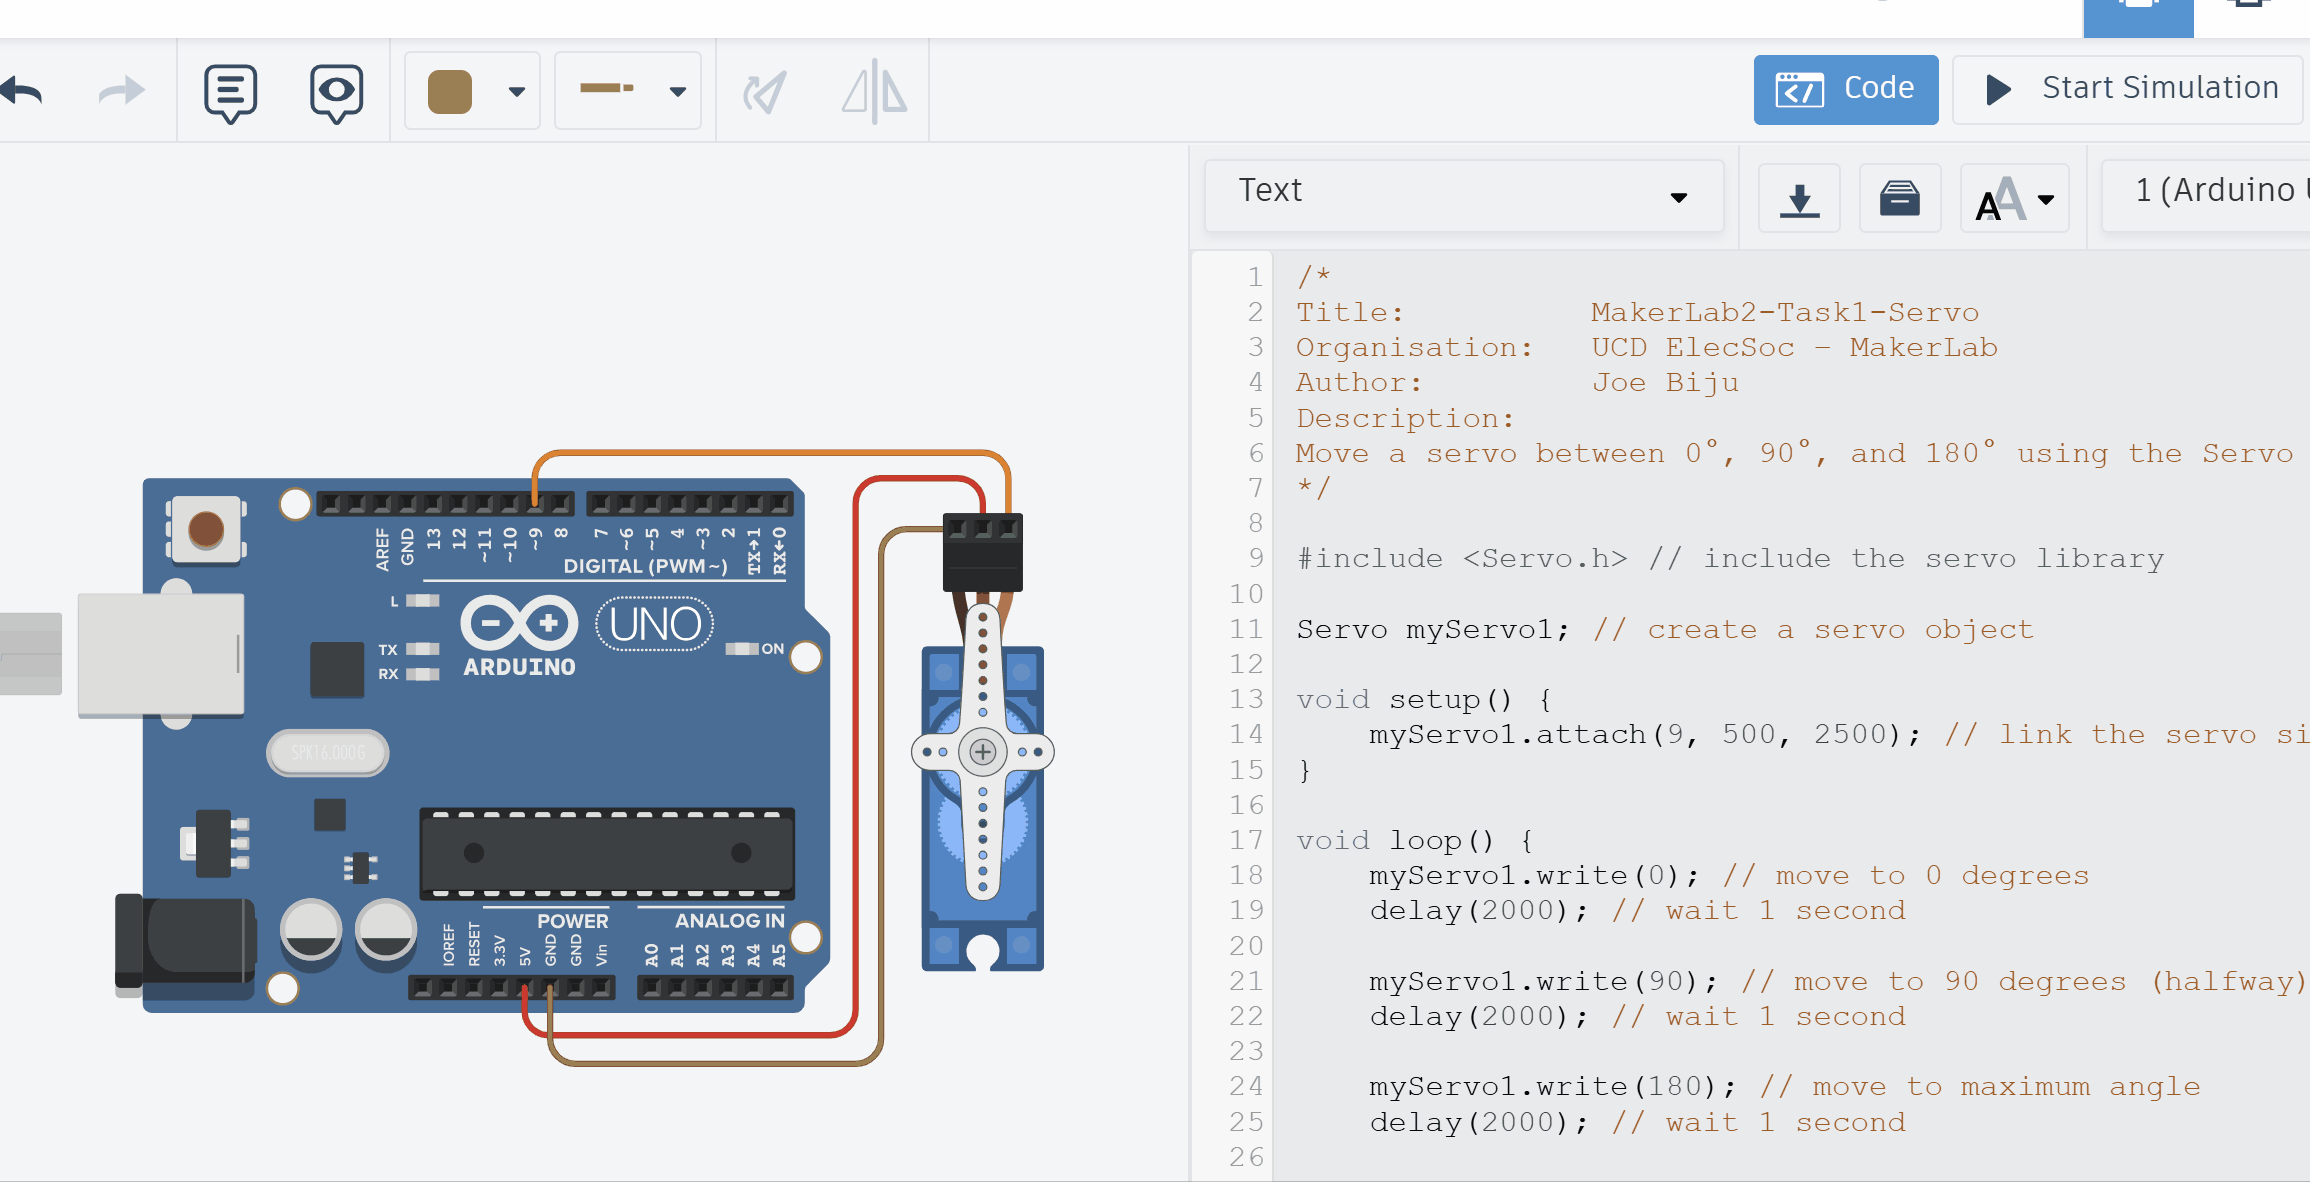 Code
Start Simulation
Text
1 (Arduino
1 /*
2 Title:          MakerLab2-Task1-Servo
3 Organisation:   UCD ElecSoc – MakerLab
4 Author:         Joe Biju
5 Description:
6 Move a servo between 0°, 90°, and 180° using the Servo
7 */
8
9 #include <Servo.h> // include the servo library
10
11 Servo myServo1; // create a servo object
12
13 void setup() {
14     myServo1.attach(9, 500, 2500); // link the servo si
15 }
16
17 void loop() {
18     myServo1.write(0); // move to 0 degrees
19     delay(2000); // wait 1 second
20
21     myServo1.write(90); // move to 90 degrees (halfway)
22     delay(2000); // wait 1 second
23
24     myServo1.write(180); // move to maximum angle
25     delay(2000); // wait 1 second
26
AREF GND 13 12 ~11 ~10 ~9 8 7 ~6 ~5 4 ~3 2 TX→1 RX←0
DIGITAL (PWM~)
L
TX
RX
UNO
ARDUINO
ON
SPK16.000G
POWER
ANALOG IN
IOREF RESET 3.3V 5V GND GND Vin A0 A1 A2 A3 A4 A5